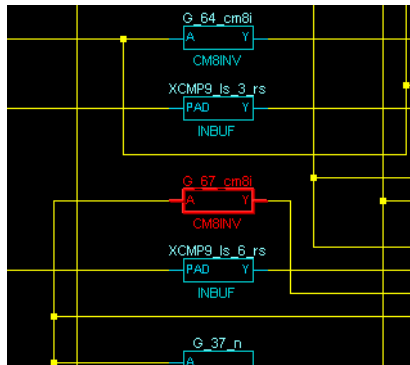 G_64_cm8i
A Y
CM8INV
XCMP9_ls_3_rs
PAD Y
INBUF
G_67_cm8i
A Y
CM8INV
XCMP9_ls_6_rs
PAD Y
INBUF
G_37_n
A